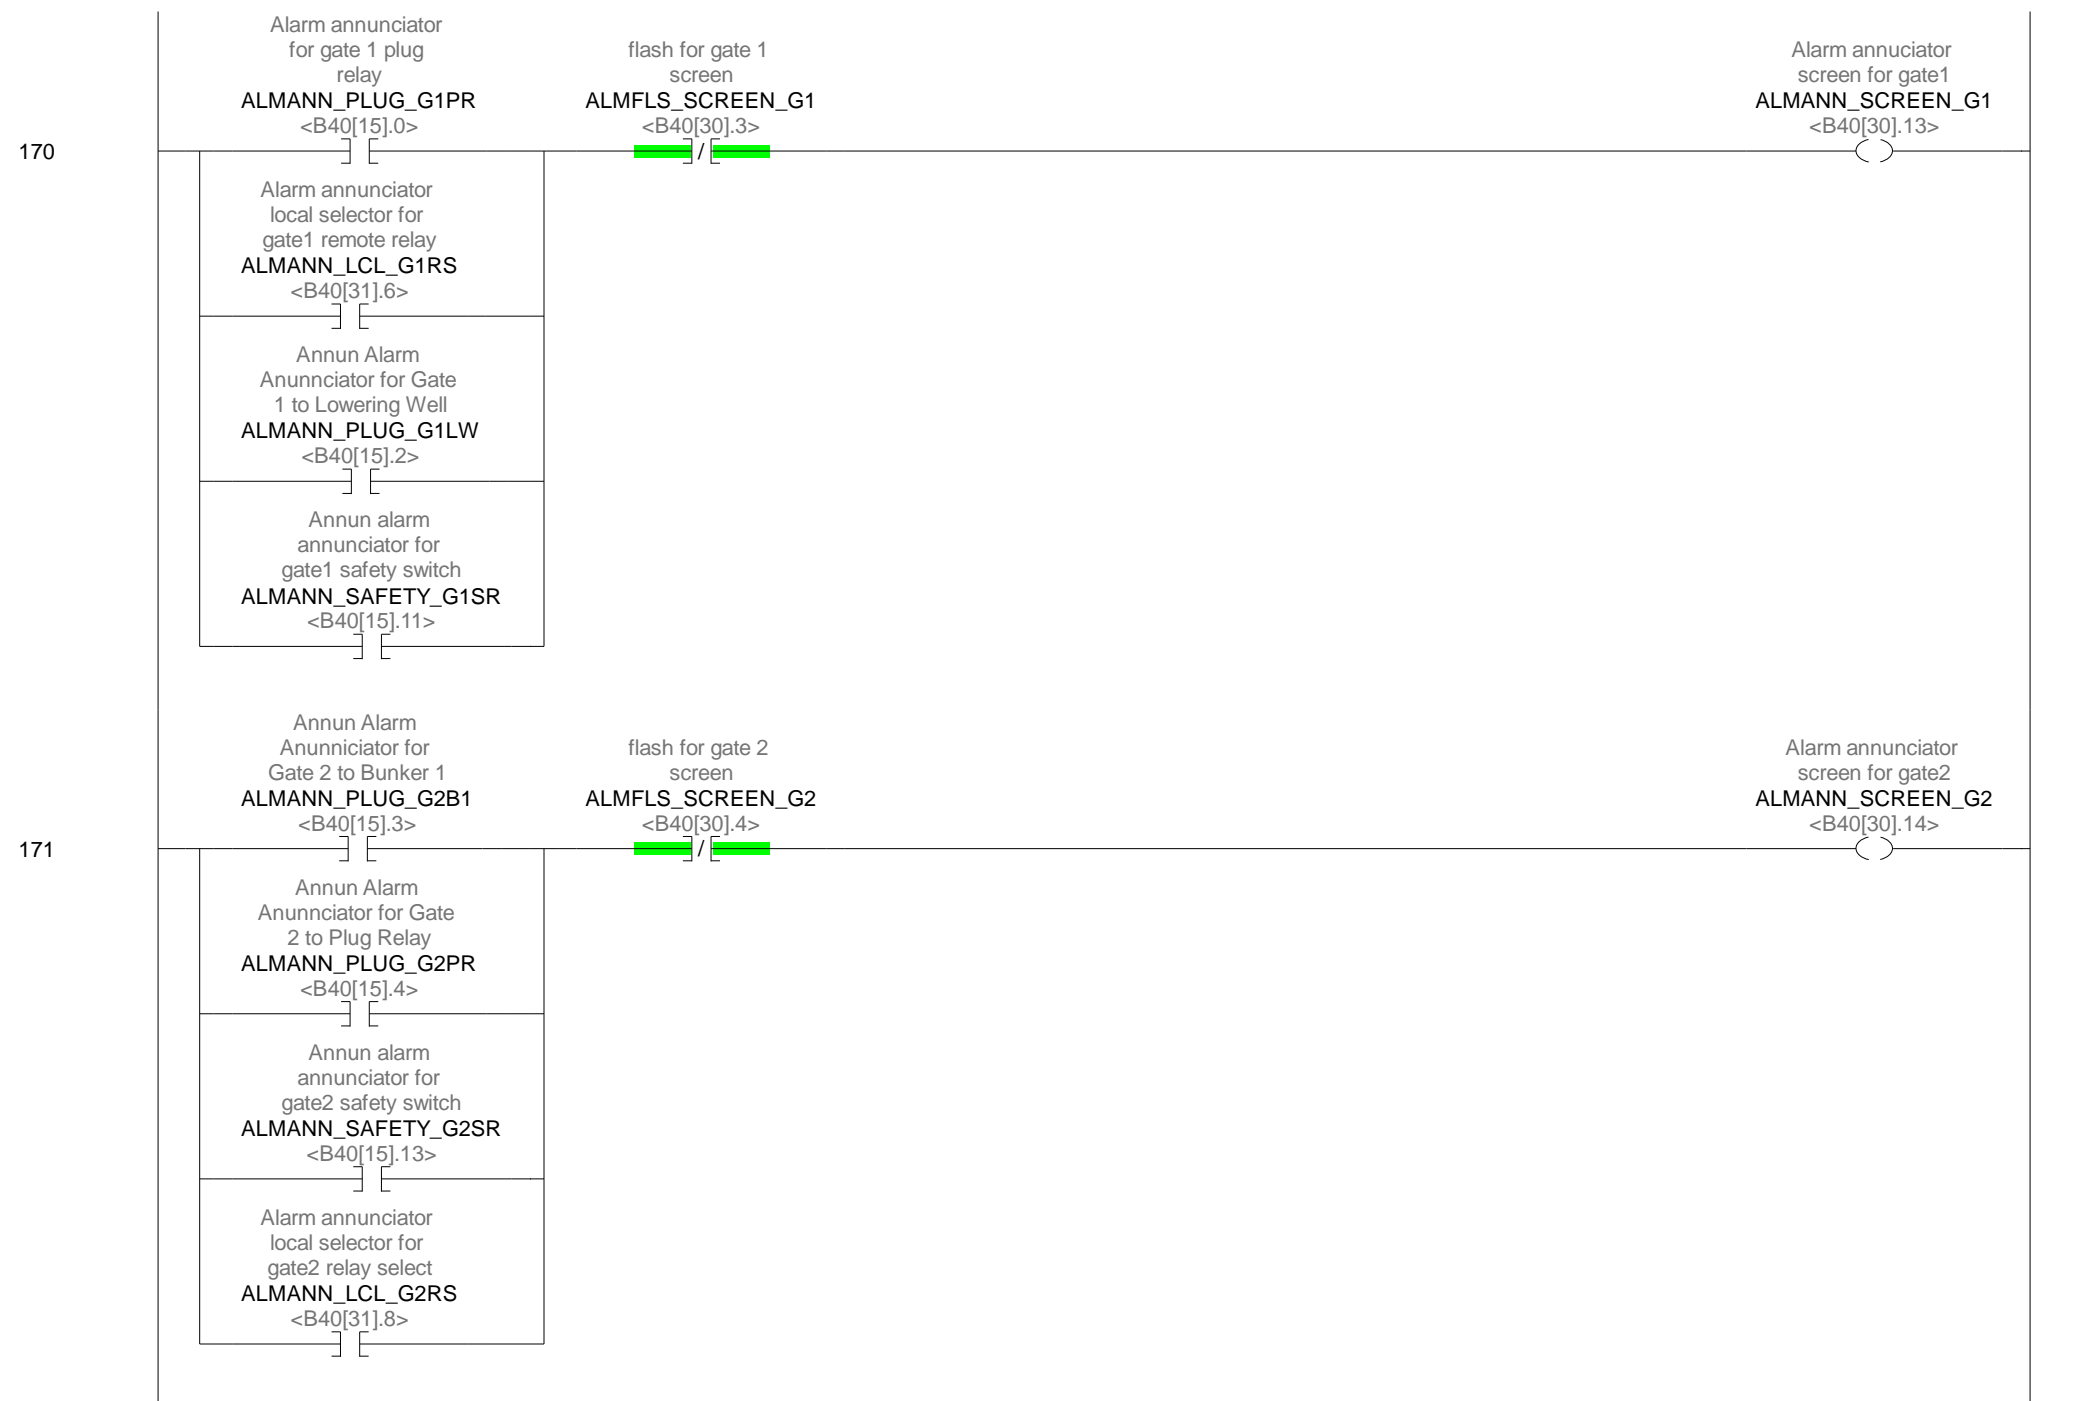 Alarm annunciator
for gate 1 plug
relay
ALMANN_PLUG_G1PR
<B40[15].0>
flash for gate 1
screen
ALMFLS_SCREEN_G1
<B40[30].3>
/
Alarm annuciator
screen for gate1
ALMANN_SCREEN_G1
<B40[30].13>
170
Alarm annunciator
local selector for
gate1 remote relay
ALMANN_LCL_G1RS
<B40[31].6>
Annun Alarm
Anunnciator for Gate
1 to Lowering Well
ALMANN_PLUG_G1LW
<B40[15].2>
Annun alarm
annunciator for
gate1 safety switch
ALMANN_SAFETY_G1SR
<B40[15].11>
Annun Alarm
Anunniciator for
Gate 2 to Bunker 1
ALMANN_PLUG_G2B1
<B40[15].3>
flash for gate 2
screen
ALMFLS_SCREEN_G2
<B40[30].4>
/
Alarm annunciator
screen for gate2
ALMANN_SCREEN_G2
<B40[30].14>
171
Annun Alarm
Anunnciator for Gate
2 to Plug Relay
ALMANN_PLUG_G2PR
<B40[15].4>
Annun alarm
annunciator for
gate2 safety switch
ALMANN_SAFETY_G2SR
<B40[15].13>
Alarm annunciator
local selector for
gate2 relay select
ALMANN_LCL_G2RS
<B40[31].8>